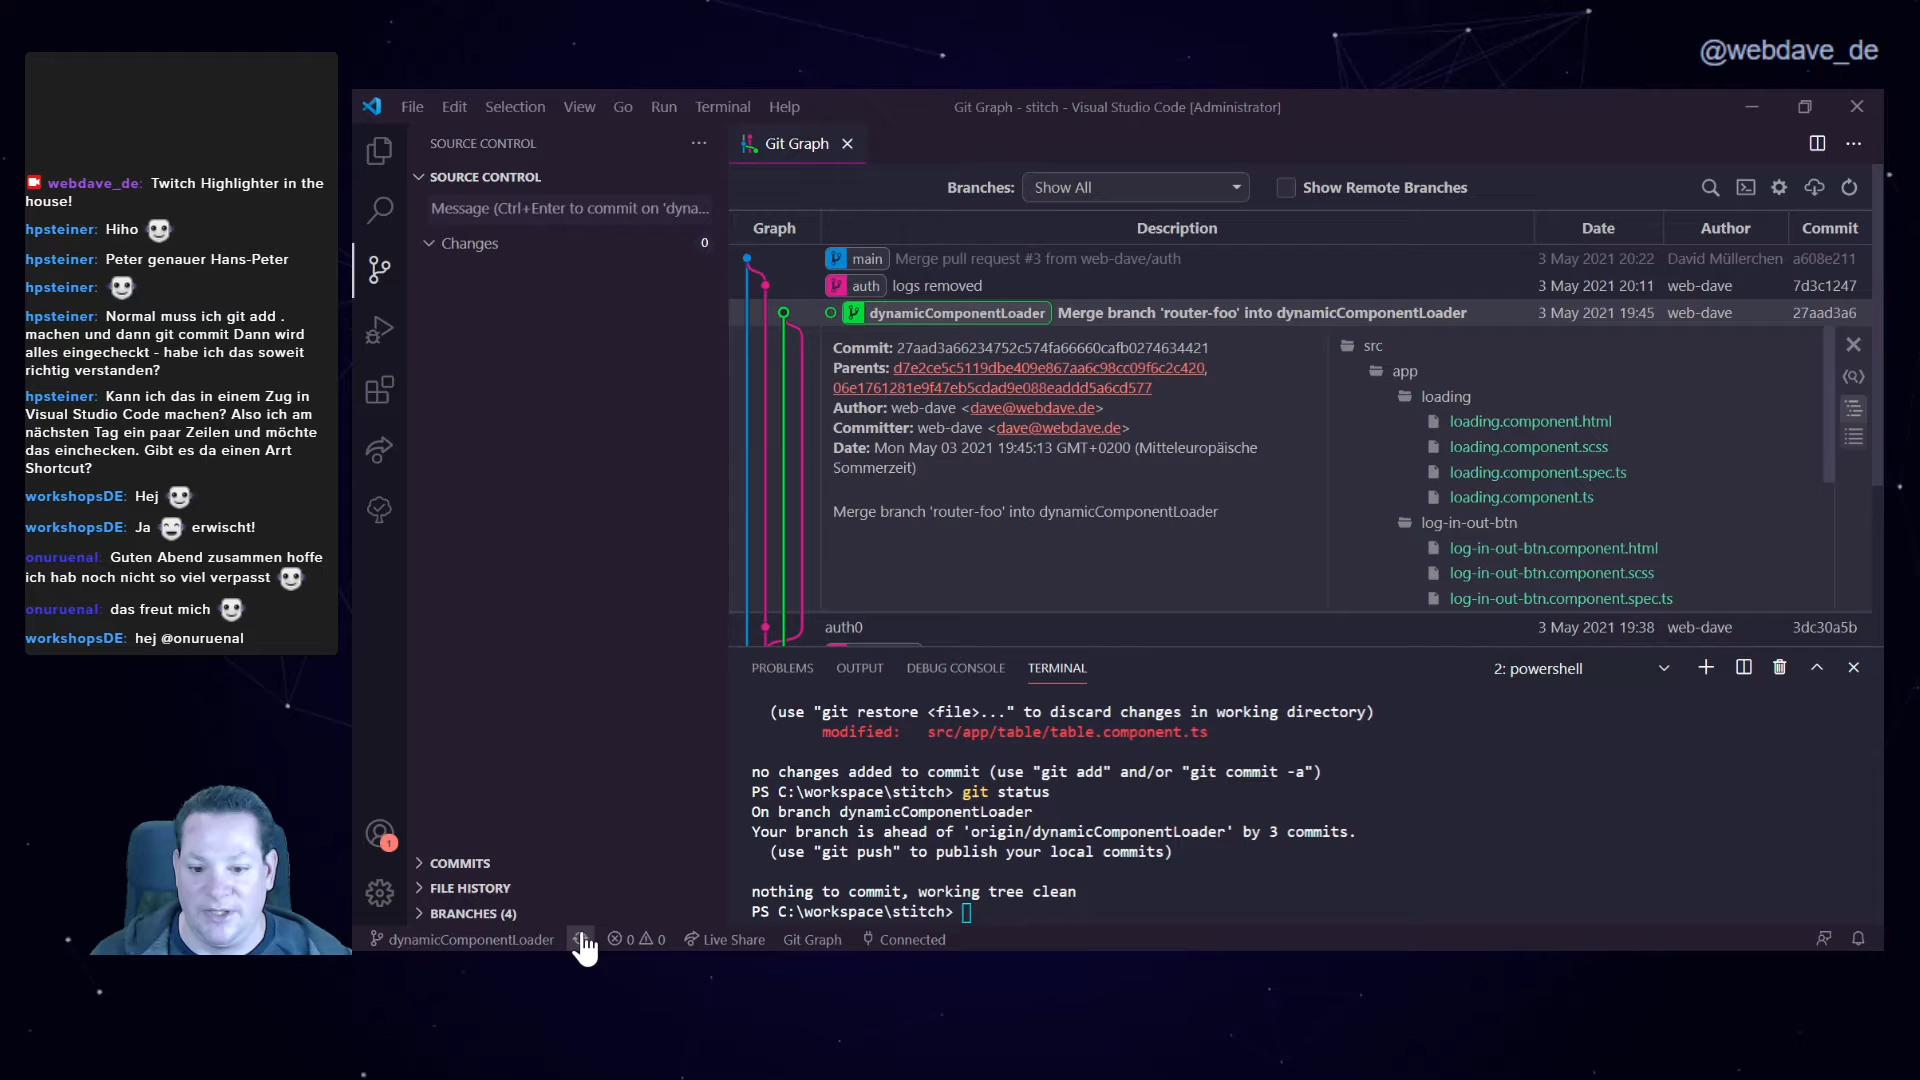 @webdave_de
webdave_de: Twitch Highlighter in the
house!
hpsteiner: Hiho
hpsteiner: Peter genauer Hans-Peter
hpsteiner:
hpsteiner: Normal muss ich git add .
machen und dann git commit Dann wird
alles eingecheckt - habe ich das soweit
richtig verstanden?
hpsteiner: Kann ich das in einem Zug in
Visual Studio Code machen? Also ich am
nächsten Tag ein paar Zeilen und möchte
das einchecken. Gibt es da einen Arrt
Shortcut?
workshopsDE: Hej
workshopsDE: Ja erwischt!
onuruenal: Guten Abend zusammen hoffe
ich hab noch nicht so viel verpasst
onuruenal: das freut mich
workshopsDE: hej @onuruenal
File Edit Selection View Go Run Terminal Help
Git Graph - stitch - Visual Studio Code [Administrator]
SOURCE CONTROL
SOURCE CONTROL
Message (Ctrl+Enter to commit on 'dyna...
Changes 0
1
COMMITS
FILE HISTORY
BRANCHES (4)
Git Graph
Branches: Show All Show Remote Branches
Graph Description Date Author Commit
main Merge pull request #3 from web-dave/auth 3 May 2021 20:22 David Müllerchen a608e211
auth logs removed 3 May 2021 20:11 web-dave 7d3c1247
dynamicComponentLoader Merge branch 'router-foo' into dynamicComponentLoader 3 May 2021 19:45 web-dave 27aad3a6
Commit: 27aad3a66234752c574fa66660cafb0274634421
Parents: d7e2ce5c5119dbe409e867aa6c98cc09f6c2c420,
06e1761281e9f47eb5cdad9e088eaddd5a6cd577
Author: web-dave <dave@webdave.de>
Committer: web-dave <dave@webdave.de>
Date: Mon May 03 2021 19:45:13 GMT+0200 (Mitteleuropäische
Sommerzeit)
Merge branch 'router-foo' into dynamicComponentLoader
src
app
loading
loading.component.html
loading.component.scss
loading.component.spec.ts
loading.component.ts
log-in-out-btn
log-in-out-btn.component.html
log-in-out-btn.component.scss
log-in-out-btn.component.spec.ts
auth0 3 May 2021 19:38 web-dave 3dc30a5b
PROBLEMS OUTPUT DEBUG CONSOLE TERMINAL 2: powershell
(use "git restore <file>..." to discard changes in working directory)
modified: src/app/table/table.component.ts
no changes added to commit (use "git add" and/or "git commit -a")
PS C:\workspace\stitch> git status
On branch dynamicComponentLoader
Your branch is ahead of 'origin/dynamicComponentLoader' by 3 commits.
(use "git push" to publish your local commits)
nothing to commit, working tree clean
PS C:\workspace\stitch>
dynamicComponentLoader 0 0 Live Share Git Graph Connected